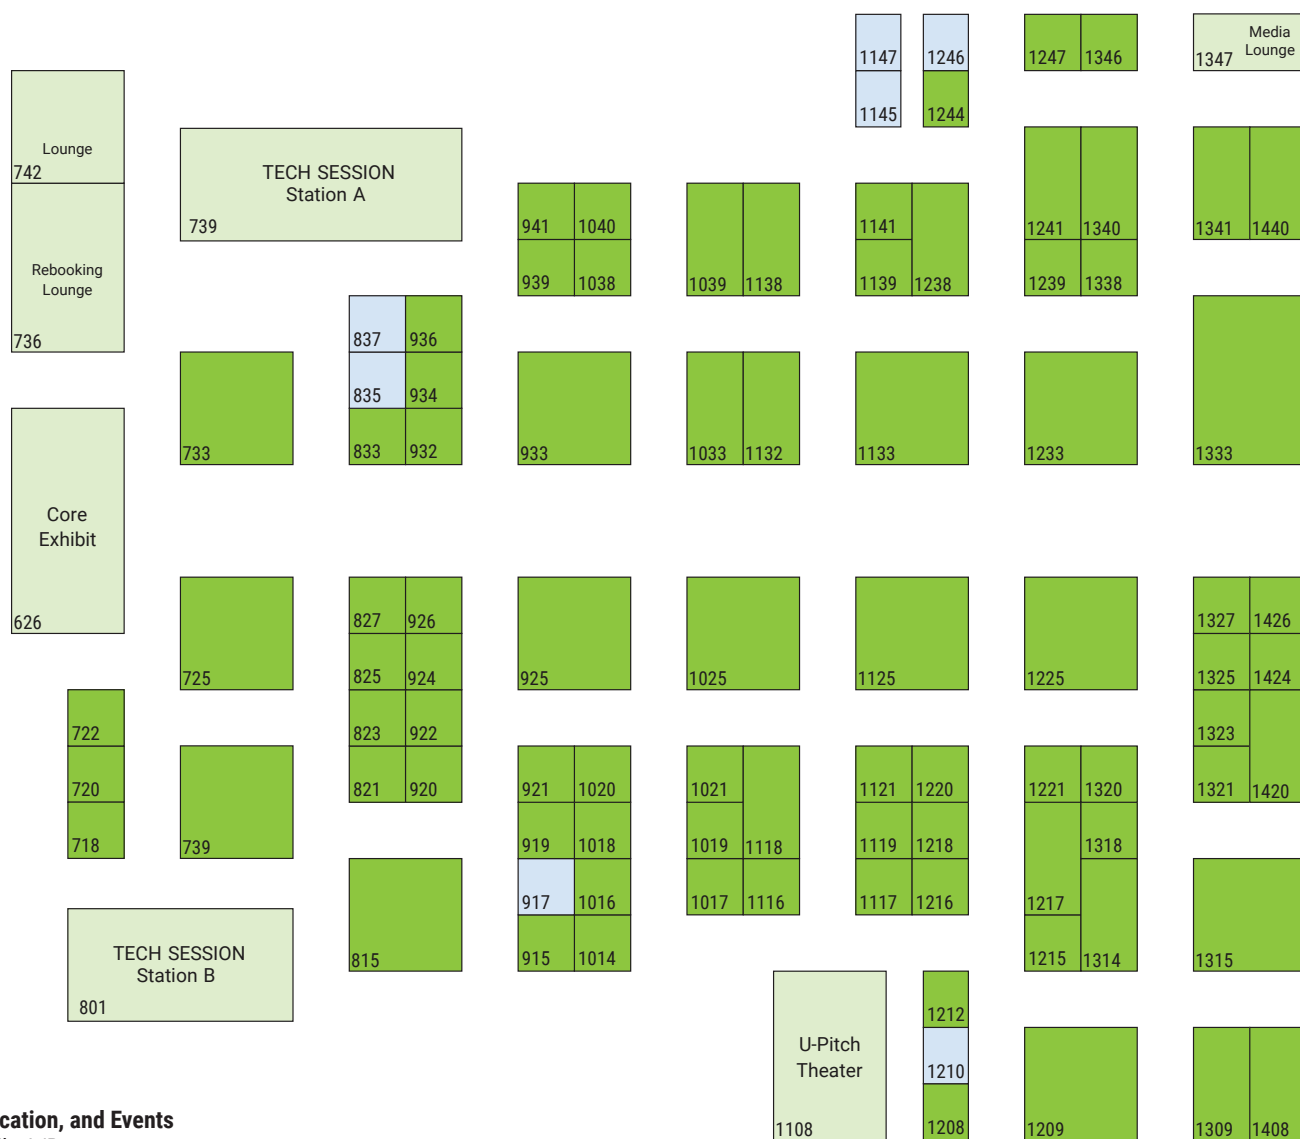 1147 1246 1247 1346 1347 Media
Lounge
1145 1244
Lounge
742
TECH SESSION
Station A
739
941 1040 1141 1241 1340 1341 1440
Rebooking
Lounge
939 1038 1039 1138 1139 1238 1239 1338
736
837 936
835 934
733 833 932 933 1033 1132 1133 1233 1333
Core
Exhibit
626
827 926 1327 1426
725 825 924 925 1025 1125 1225 1325 1424
722 823 922 1323
720 821 920 921 1020 1021 1121 1220 1221 1320 1321 1420
718 739 919 1018 1019 1118 1119 1218 1318
917 1016 1017 1116 1117 1216 1217
TECH SESSION
Station B
801
815 915 1014 1215 1314 1315
1212
U-Pitch
Theater
1210
1108 1208 1209 1309 1408
cation, and Events